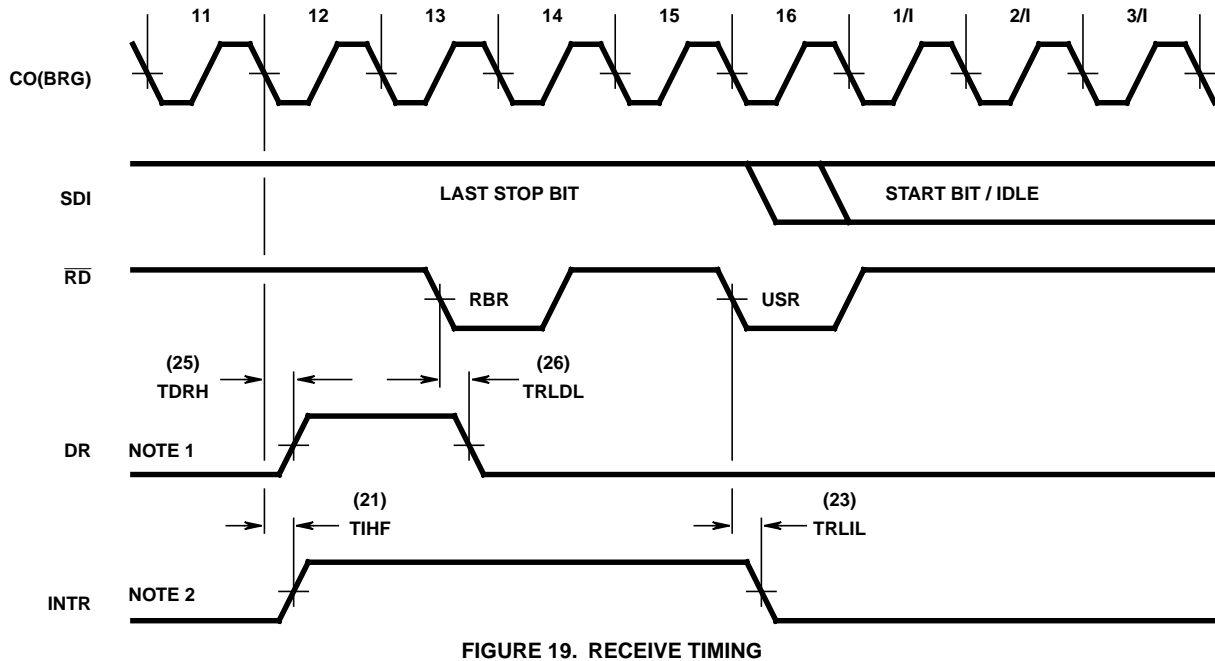 11 12 13 14 15 16 1/I 2/I 3/I
CO(BRG)
SDI LAST STOP BIT START BIT / IDLE
RD RBR USR
(25) (26)
TDRH TRLDL
DR NOTE 1
(21) (23)
TIHF TRLIL
INTR NOTE 2
FIGURE 19. RECEIVE TIMING